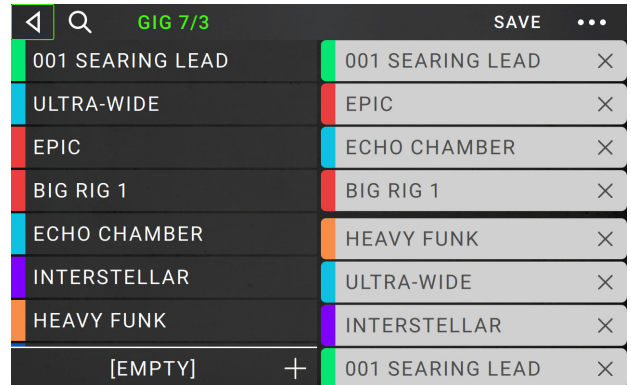 GIG 7/3
SAVE
001 SEARING LEAD
ULTRA-WIDE
EPIC
BIG RIG 1
ECHO CHAMBER
INTERSTELLAR
HEAVY FUNK
[EMPTY]
001 SEARING LEAD
EPIC
ECHO CHAMBER
BIG RIG 1
HEAVY FUNK
ULTRA-WIDE
INTERSTELLAR
001 SEARING LEAD